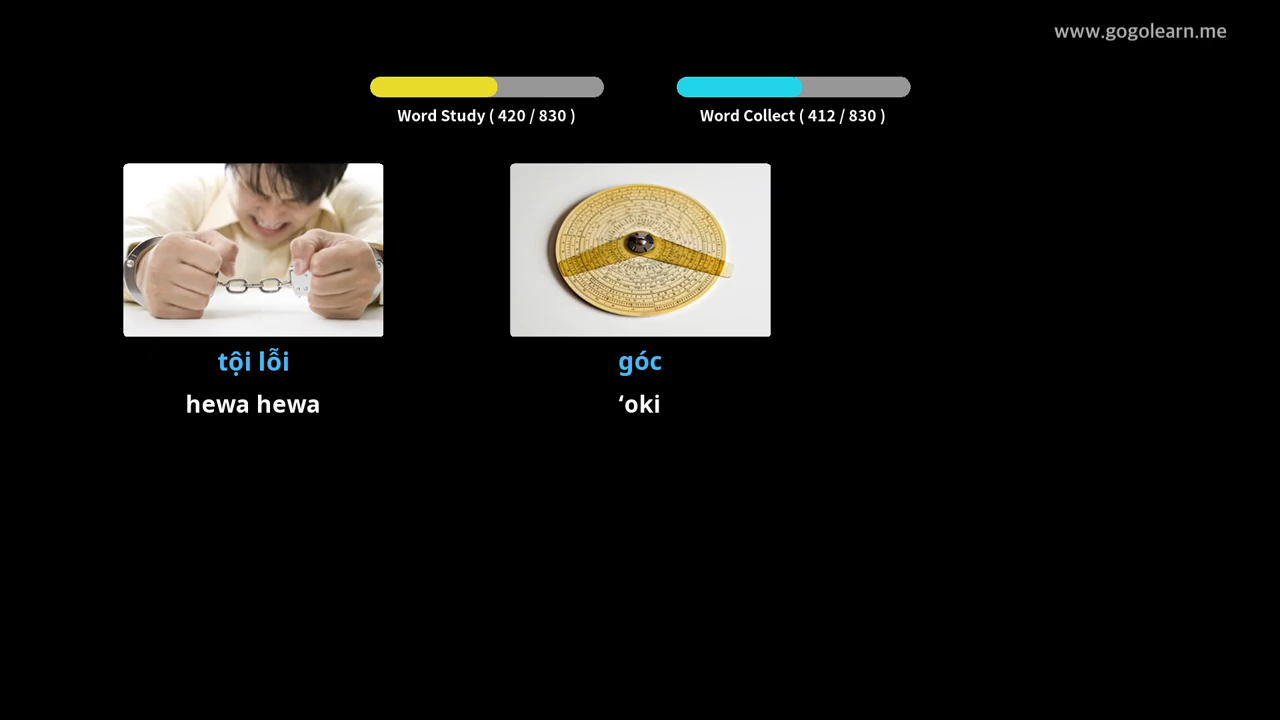 www.gogolearn.me
Word Study ( 420 / 830 )
Word Collect ( 412 / 830 )
tội lỗi
hewa hewa
góc
ʻoki